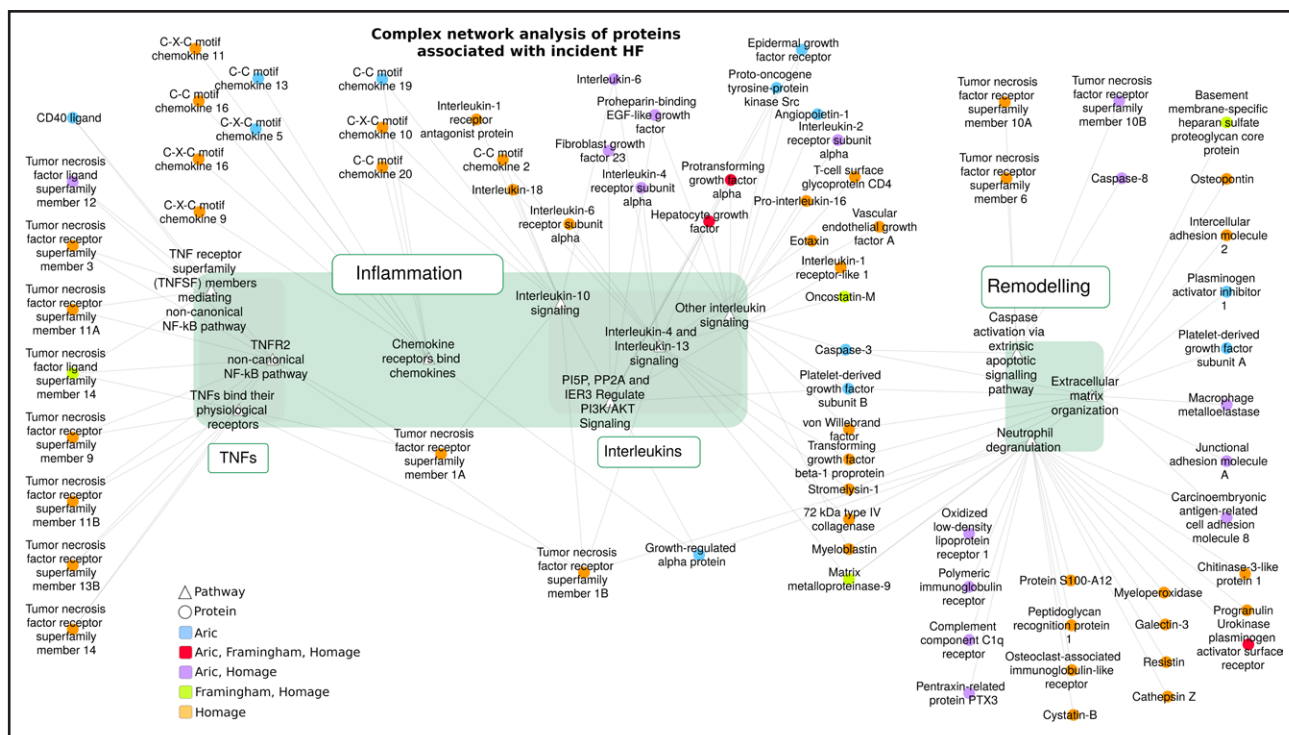 Complex network analysis of proteins
associated with incident HF
C-X-C motif
chemokine 11
C-C motif
chemokine 13
C-C motif
chemokine 19
Interleukin-6
Epidermal growth
factor receptor
Proto-oncogene
tyrosine-protein
kinase Src
Tumor necrosis
factor receptor
superfamily
member 10A
Tumor necrosis
factor receptor
superfamily
member 10B
Basement
membrane-specific
heparan sulfate
proteoglycan core
protein
CD40 ligand
C-C motif
chemokine 16
C-X-C motif
chemokine 5
C-X-C motif
chemokine 10
Interleukin-1
receptor
antagonist protein
Proheparin-binding
EGF-like growth
factor
Angiopoietin-1
Interleukin-2
receptor subunit
alpha
Tumor necrosis
factor ligand
superfamily
member 12
C-X-C motif
chemokine 16
C-C motif
chemokine 20
C-C motif
chemokine 2
Fibroblast growth
factor 23
Interleukin-4
receptor subunit
alpha
Protransforming
growth factor
alpha
T-cell surface
glycoprotein CD4
Tumor necrosis
factor receptor
superfamily
member 6
Caspase-8
Osteopontin
Interleukin-18
Pro-interleukin-16
C-X-C motif
chemokine 9
Interleukin-6
receptor subunit
alpha
Hepatocyte growth
factor
Vascular
endothelial growth
factor A
Eotaxin
Intercellular
adhesion molecule
2
Tumor necrosis
factor receptor
superfamily
member 3
TNF receptor
superfamily
(TNFSF) members
mediating
non-canonical
NF-kB pathway
Inflammation
Interleukin-1
receptor-like 1
Remodelling
Plasminogen
activator inhibitor
1
Tumor necrosis
factor receptor
superfamily
member 11A
Interleukin-10
signaling
Other interleukin
signaling
Oncostatin-M
Caspase
activation via
extrinsic
apoptotic
signalling
pathway
Platelet-derived
growth factor
subunit A
TNFR2
non-canonical
NF-kB pathway
Chemokine
receptors bind
chemokines
Interleukin-4 and
Interleukin-13
signaling
Caspase-3
Tumor necrosis
factor ligand
superfamily
member 14
TNFs bind their
physiological
receptors
PI5P, PP2A and
IER3 Regulate
PI3K/AKT
Signaling
Platelet-derived
growth factor
subunit B
Extracellular
matrix
organization
Macrophage
metalloelastase
Tumor necrosis
factor receptor
superfamily
member 9
TNFs
Tumor necrosis
factor receptor
superfamily
member 1A
Interleukins
von Willebrand
factor
Transforming
growth factor
beta-1 proprotein
Neutrophil
degranulation
Junctional
adhesion molecule
A
Tumor necrosis
factor receptor
superfamily
member 11B
Stromelysin-1
72 kDa type IV
collagenase
Oxidized
low-density
lipoprotein
receptor 1
Carcinoembryonic
antigen-related
cell adhesion
molecule 8
Tumor necrosis
factor receptor
superfamily
member 13B
Tumor necrosis
factor receptor
superfamily
member 1B
Growth-regulated
alpha protein
Myeloblastin
Matrix
metalloproteinase-9
Polymeric
immunoglobulin
receptor
Protein S100-A12
Myeloperoxidase
Chitinase-3-like
protein 1
Tumor necrosis
factor receptor
superfamily
member 14
Peptidoglycan
recognition protein
1
Galectin-3
Progranulin
Urokinase
plasminogen
activator surface
receptor
Complement
component C1q
receptor
Osteoclast-associated
immunoglobulin-like
receptor
Resistin
Pentraxin-related
protein PTX3
Cathepsin Z
Cystatin-B
Pathway
Protein
Aric
Aric, Framingham, Homage
Aric, Homage
Framingham, Homage
Homage